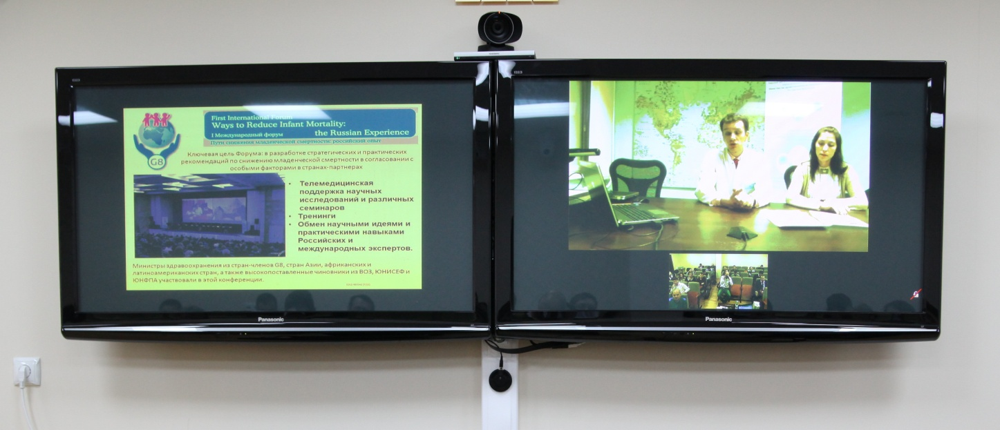 First International Forum
Ways to Reduce Infant Mortality:
the Russian Experience
I Международный форум
Пути снижения младенческой смертности: российский опыт
G8
Ключевая цель Форума: в разработке стратегических и практических
рекомендаций по снижению младенческой смертности в согласовании с
особыми факторами в странах-партнерах
• Телемедицинская
поддержка научных
исследований и различных
семинаров
• Тренинги
• Обмен научными идеями и
практическими навыками
Российских и
международных экспертов.
Министры здравоохранения из стран-членов G8, стран Азии, африканских и
латиноамериканских стран, а также высокопоставленные чиновники из ВОЗ, ЮНИСЕФ и
ЮНФПА участвовали в этой конференции.
Panasonic
Panasonic